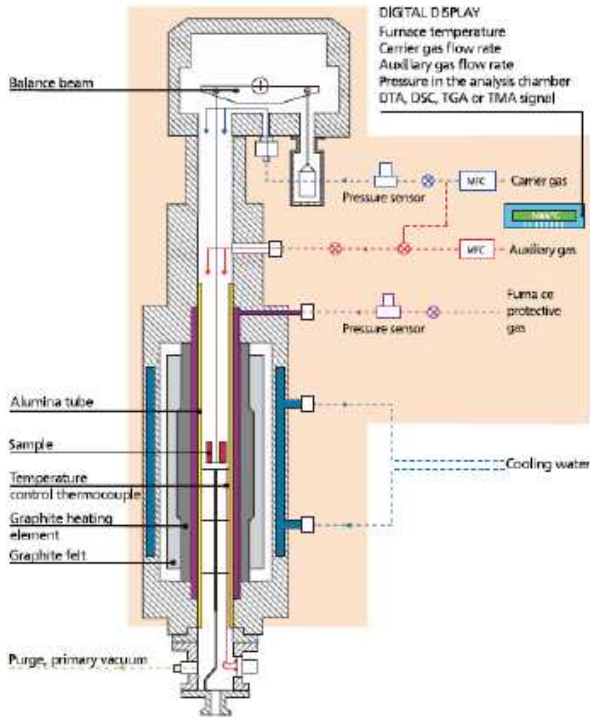 DIGITAL DISPLAY
Furnace temperature
Carrier gas flow rate
Auxiliary gas flow rate
Pressure in the analysis chamber
DTA, DSC, TGA or TMA signal
Balance beam
Pressure sensor
MFC
Carrier gas
MFC
Auxiliary gas
Pressure sensor
Furnace
protective
gas
Alumina tube
Sample
Temperature
control thermocouple
Graphite heating
element
Graphite felt
Cooling water
Purge, primary vacuum